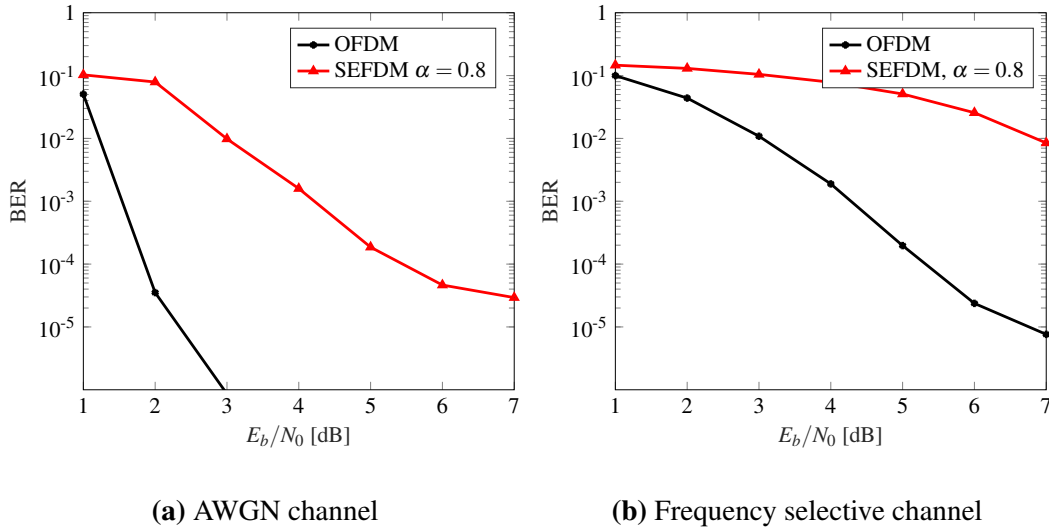 1
10^-1
10^-2
10^-3
10^-4
10^-5
BER
OFDM
SEFDM α = 0.8
1 2 3 4 5 6 7
E_b/N_0 [dB]
(a) AWGN channel
1
10^-1
10^-2
10^-3
10^-4
10^-5
BER
OFDM
SEFDM, α = 0.8
1 2 3 4 5 6 7
E_b/N_0 [dB]
(b) Frequency selective channel